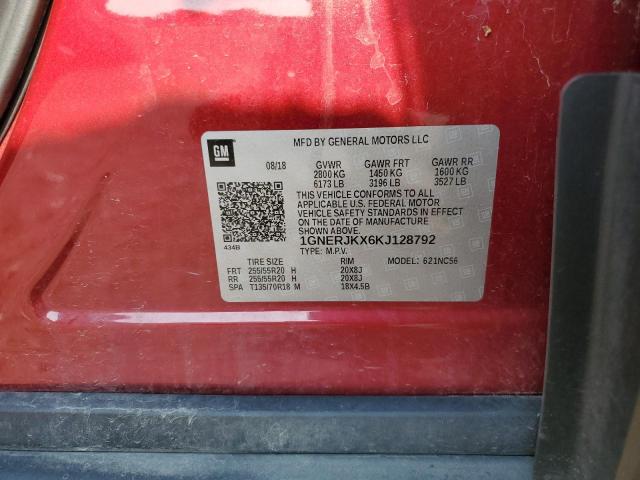 MFD BY GENERAL MOTORS LLC
GM
08/18 GVWR GAWR FRT GAWR RR
2800 KG 1450 KG 1600 KG
6173 LB 3196 LB 3527 LB
THIS VEHICLE CONFORMS TO ALL
APPLICABLE U.S. FEDERAL MOTOR
VEHICLE SAFETY STANDARDS IN EFFECT
ON THE DATE OF MANUFACTURE
1GNERJKX6KJ128792
434B TYPE: M.P.V.
TIRE SIZE RIM MODEL: 621NC56
FRT 255/55R20 H 20X8J
RR 255/55R20 H 20X8J
SPA T135/70R18 M 18X4.5B